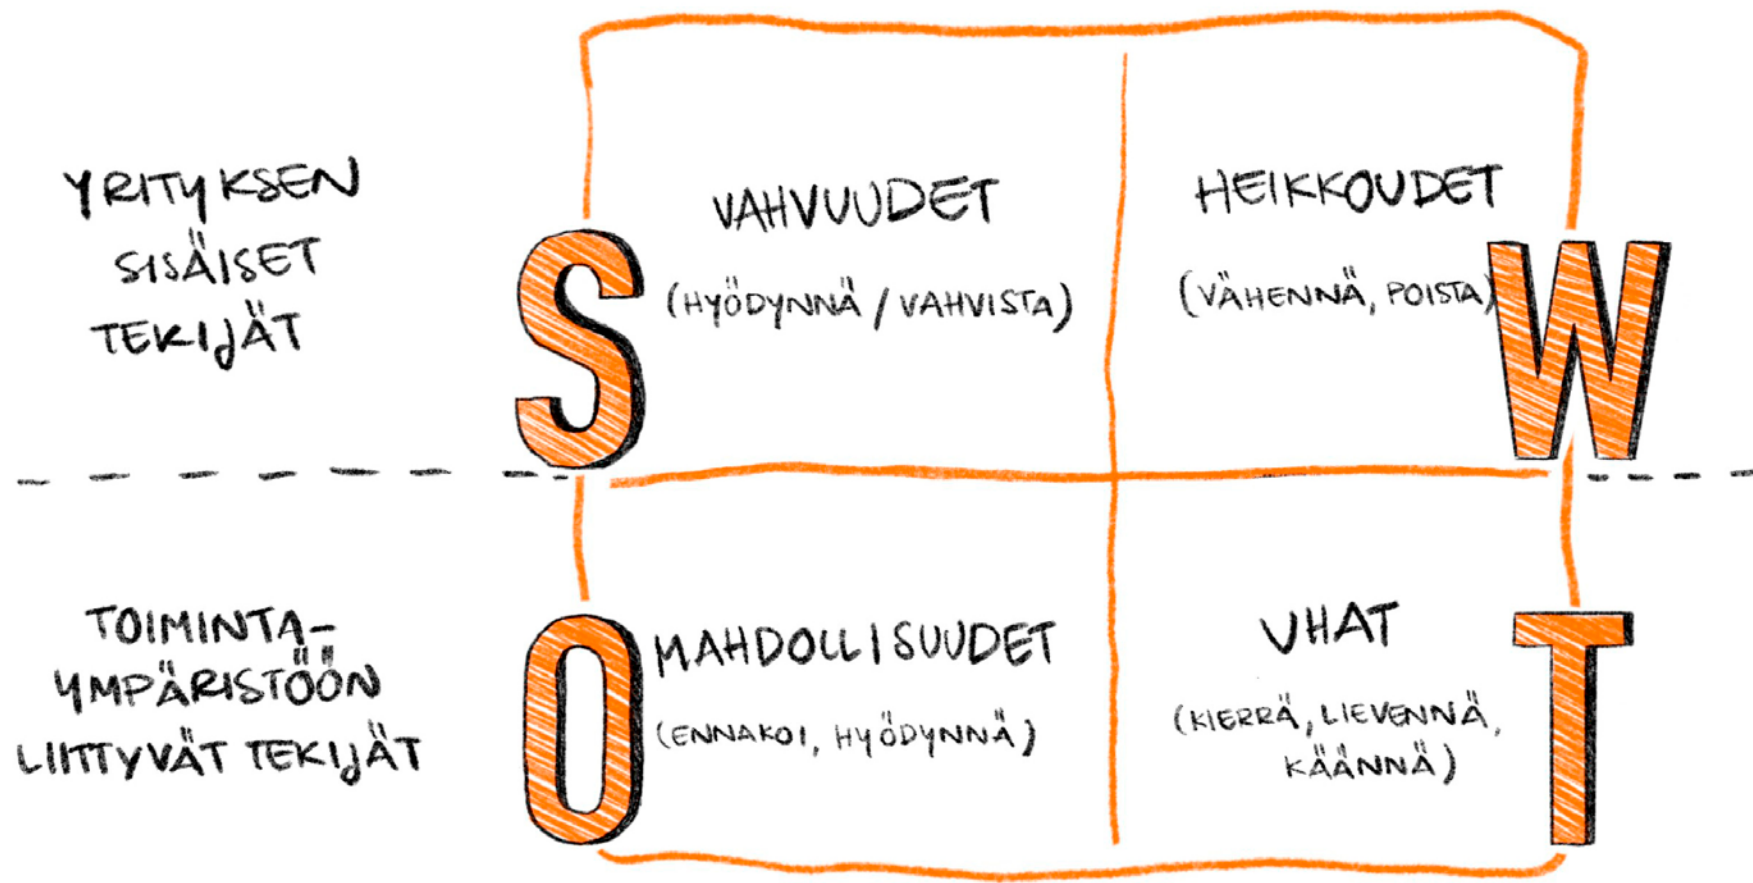 YRITYKSEN
SISÄISET
TEKIJÄT
S
VAHVUUDET
(HYÖDYNNÄ / VAHVISTA)
HEIKKOUDET
(VÄHENNÄ, POISTA)
W
TOIMINTA-
YMPÄRISTÖÖN
LIITTYVÄT TEKIJÄT
O
MAHDOLLISUUDET
(ENNAKOI, HYÖDYNNÄ)
UHAT
(KIERRÄ, LIEVENNÄ,
KÄÄNNÄ)
T